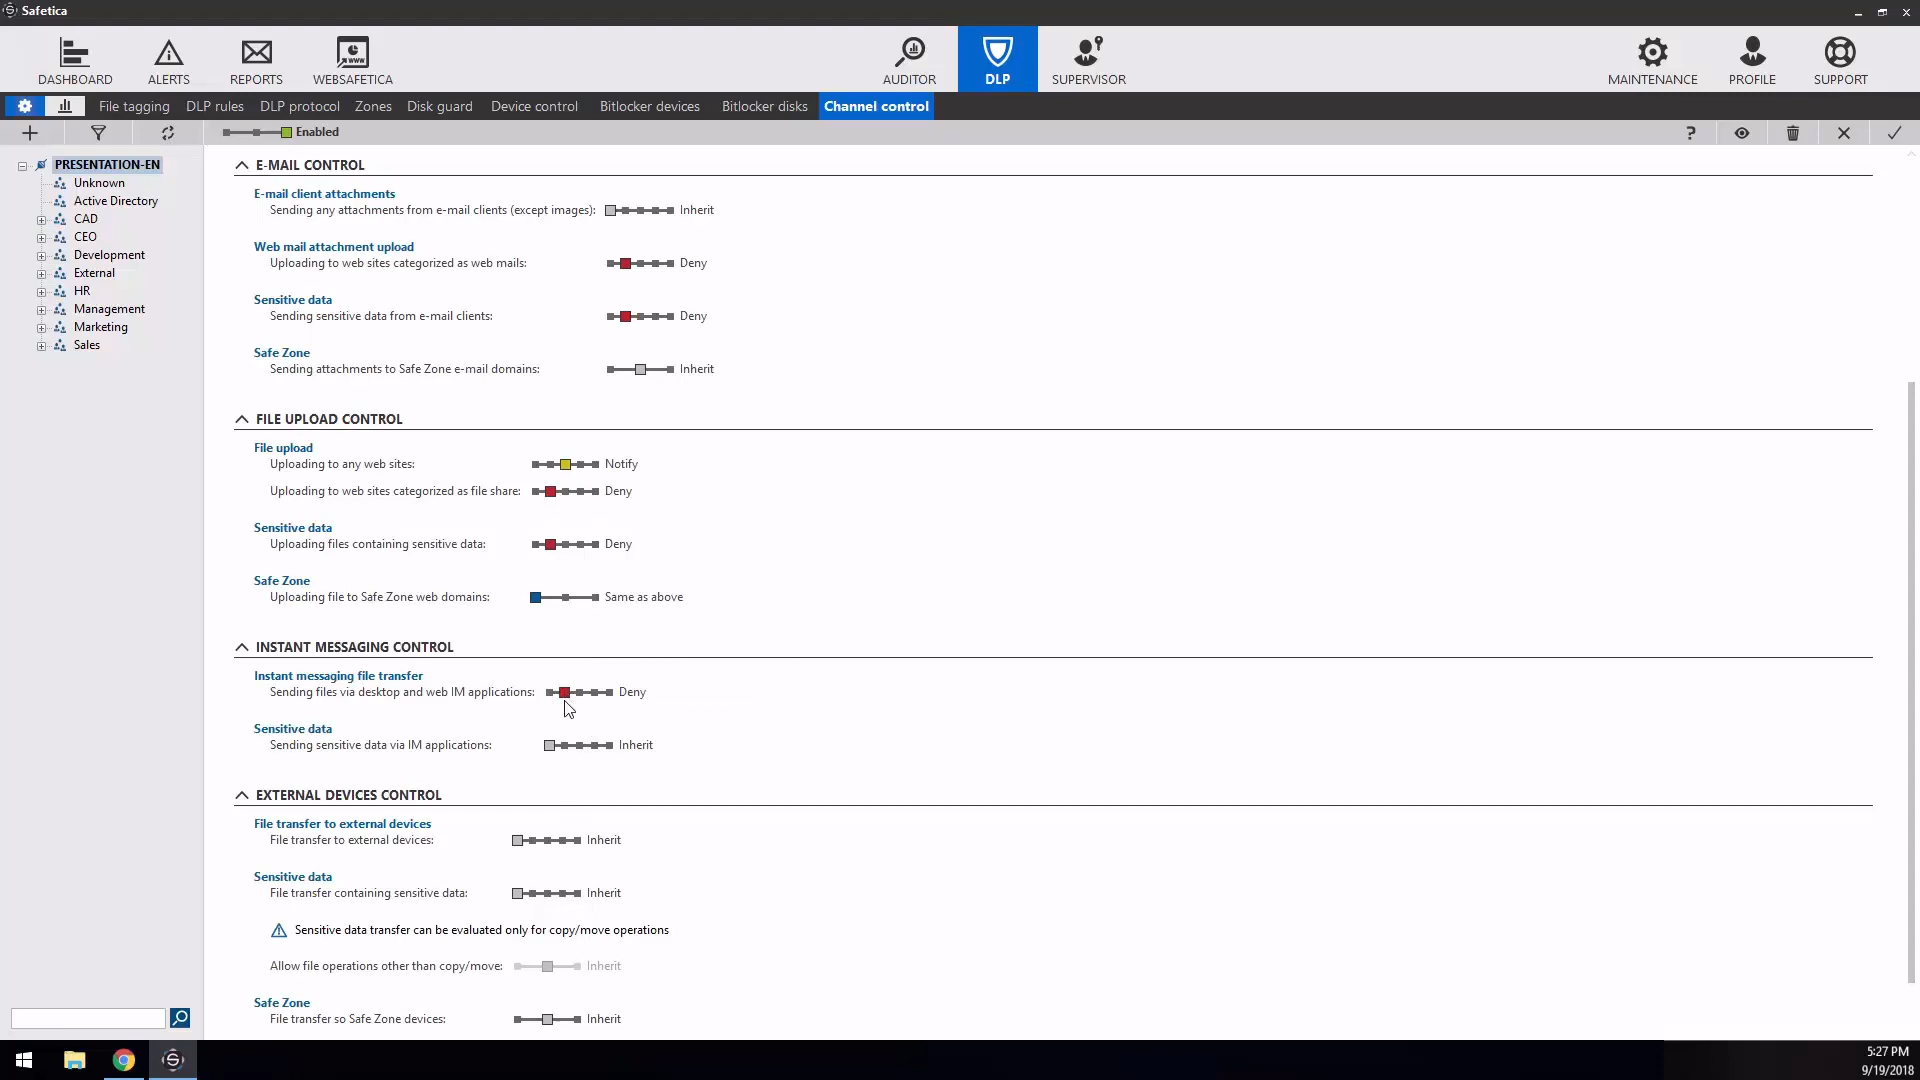 Safetica
DASHBOARD
ALERTS
REPORTS
WEBSAFETICA
AUDITOR
DLP
SUPERVISOR
MAINTENANCE
PROFILE
SUPPORT
File tagging DLP rules DLP protocol Zones Disk guard Device control Bitlocker devices Bitlocker disks Channel control
Enabled
?
PRESENTATION-EN
Unknown
Active Directory
CAD
CEO
Development
External
HR
Management
Marketing
Sales
E-MAIL CONTROL
E-mail client attachments
Sending any attachments from e-mail clients (except images): Inherit
Web mail attachment upload
Uploading to web sites categorized as web mails: Deny
Sensitive data
Sending sensitive data from e-mail clients: Deny
Safe Zone
Sending attachments to Safe Zone e-mail domains: Inherit
FILE UPLOAD CONTROL
File upload
Uploading to any web sites: Notify
Uploading to web sites categorized as file share: Deny
Sensitive data
Uploading files containing sensitive data: Deny
Safe Zone
Uploading file to Safe Zone web domains: Same as above
INSTANT MESSAGING CONTROL
Instant messaging file transfer
Sending files via desktop and web IM applications: Deny
Sensitive data
Sending sensitive data via IM applications: Inherit
EXTERNAL DEVICES CONTROL
File transfer to external devices
File transfer to external devices: Inherit
Sensitive data
File transfer containing sensitive data: Inherit
Sensitive data transfer can be evaluated only for copy/move operations
Allow file operations other than copy/move: Inherit
Safe Zone
File transfer so Safe Zone devices: Inherit
5:27 PM
9/19/2018